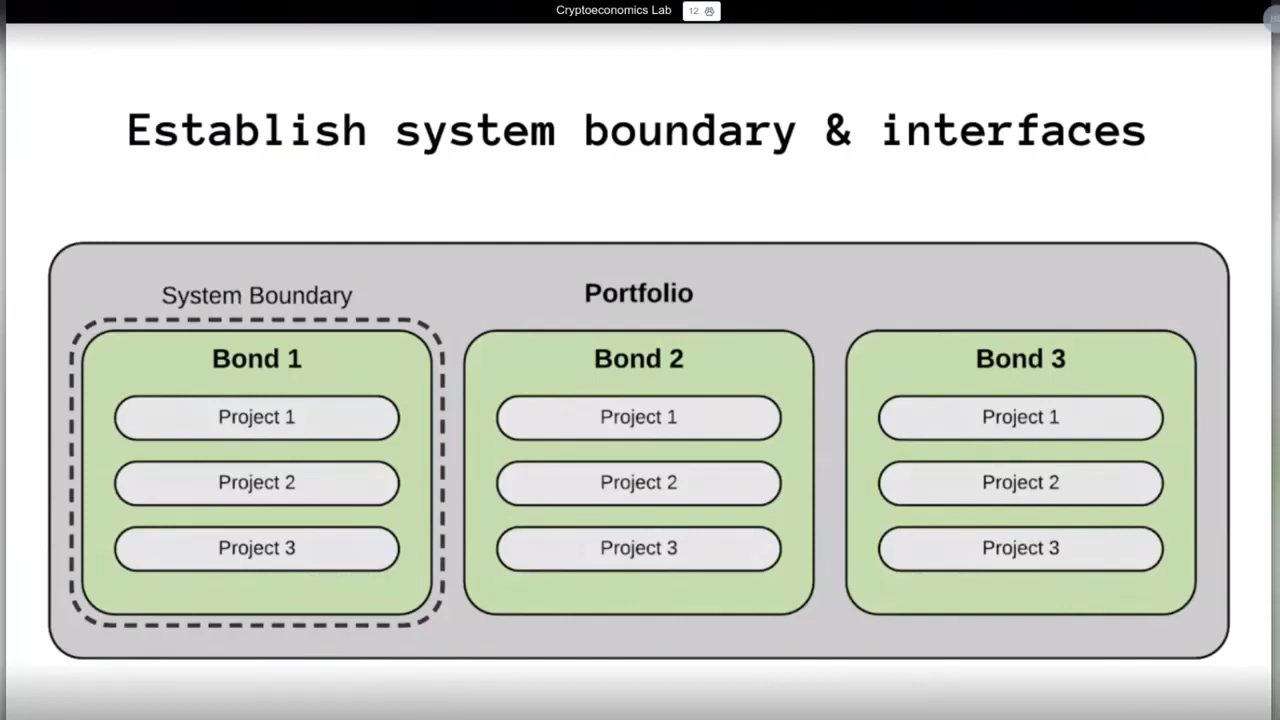 Cryptoeconomics Lab 12
Establish system boundary & interfaces
System Boundary
Portfolio
Bond 1
Project 1
Project 2
Project 3
Bond 2
Project 1
Project 2
Project 3
Bond 3
Project 1
Project 2
Project 3